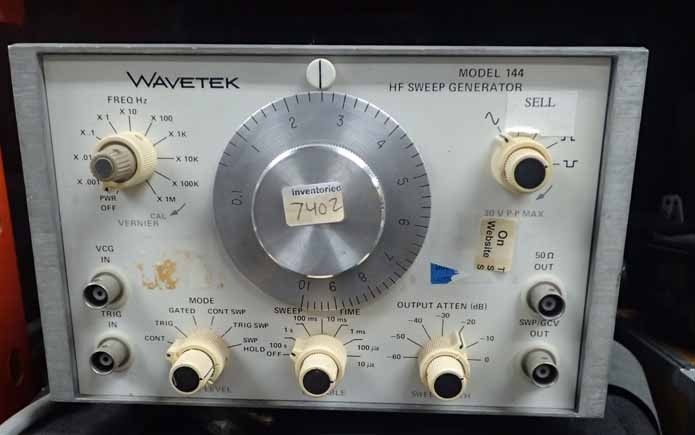 WAVETEK
MODEL 144
HF SWEEP GENERATOR
SELL
FREQ Hz
X 1
X 10
X 100
X .1
X 1K
X .01
X 10K
X .001
X 100K
X 1M
PWR
OFF
CAL
VERNIER
0.1
2
3
4
5
6
7
8
9
10
inventoried
7402
30 V P-P MAX
On
Website
VCG
IN
TRIG
IN
50 Ω
OUT
SWP/GCV
OUT
MODE
GATED
CONT SWP
TRIG
TRIG SWP
CONT
SWP
HOLD
SWEEP TIME
100 ms
10 ms
1 s
1 ms
100 s
100 μs
OFF
10 μs
OUTPUT ATTEN (dB)
-30
-40
-20
-50
-10
-60
0